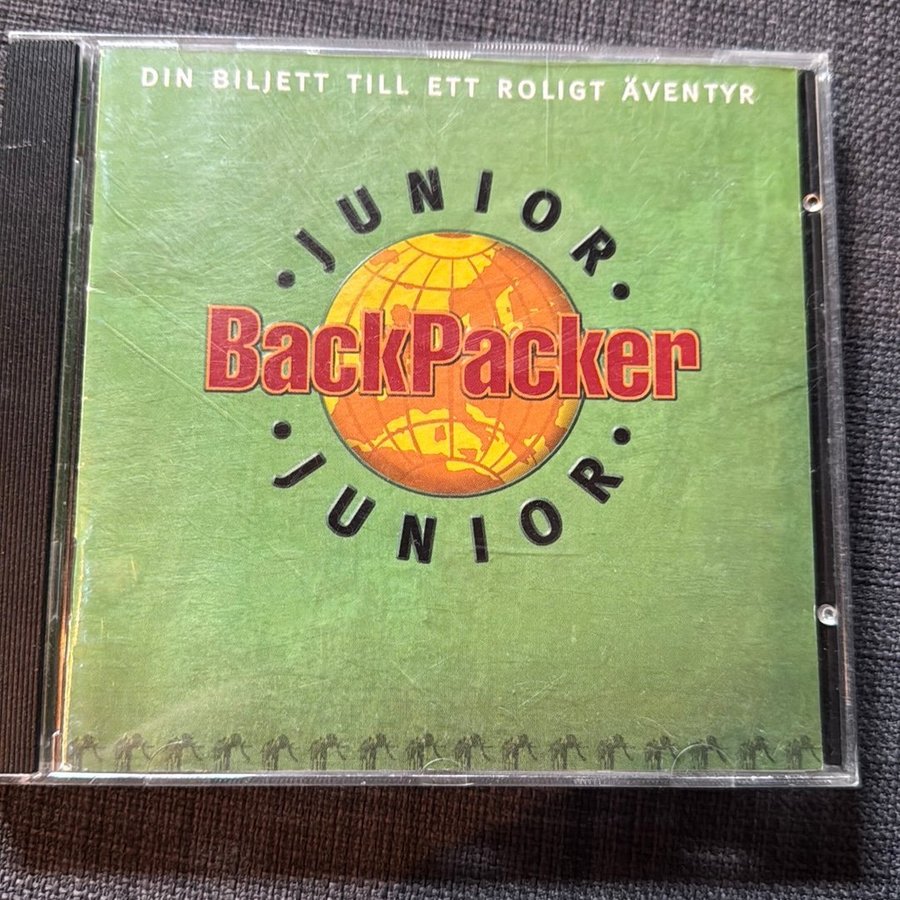 DIN BILJETT TILL ETT ROLIGT ÄVENTYR
• JUNIOR •
BackPacker
• JUNIOR •